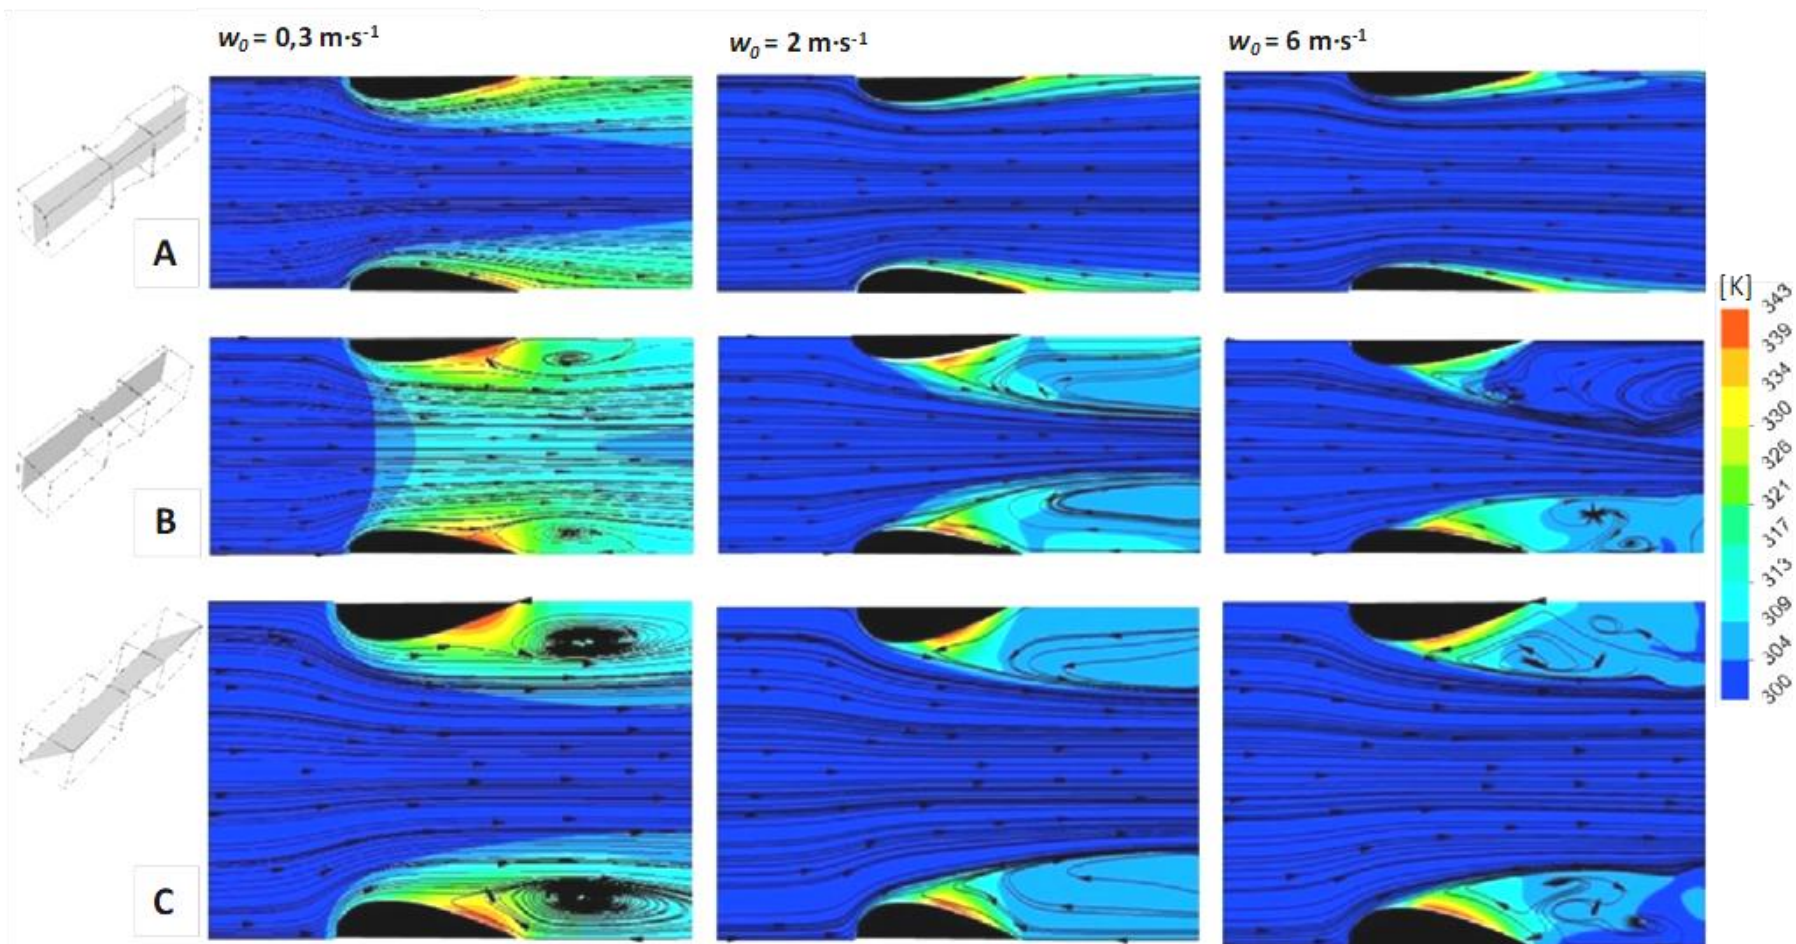 w₀ = 0,3 m·s⁻¹
w₀ = 2 m·s⁻¹
w₀ = 6 m·s⁻¹
A
B
C
[K]
343
339
334
330
326
321
317
313
309
304
300